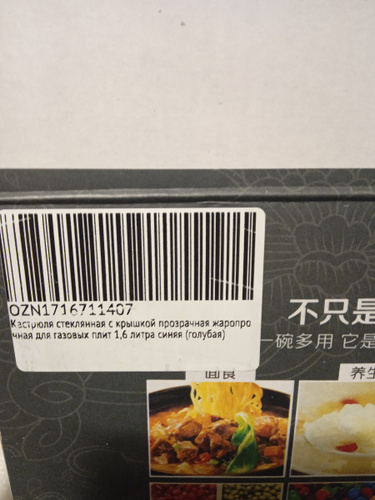 OZN1716711407
Кастрюля стеклянная с крышкой прозрачная жаропро
чная для газовых плит 1,6 литра синяя (голубая)
不只是
一碗多用 它是
面食
养生